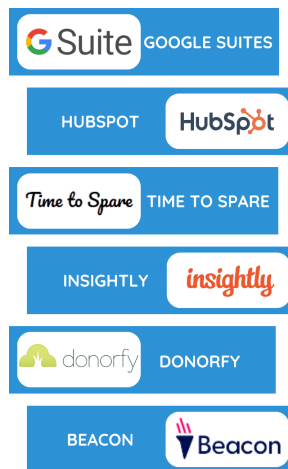 G Suite GOOGLE SUITES
HUBSPOT HubSpot
Time to Spare TIME TO SPARE
INSIGHTLY insightly
donorfy DONORFY
BEACON Beacon